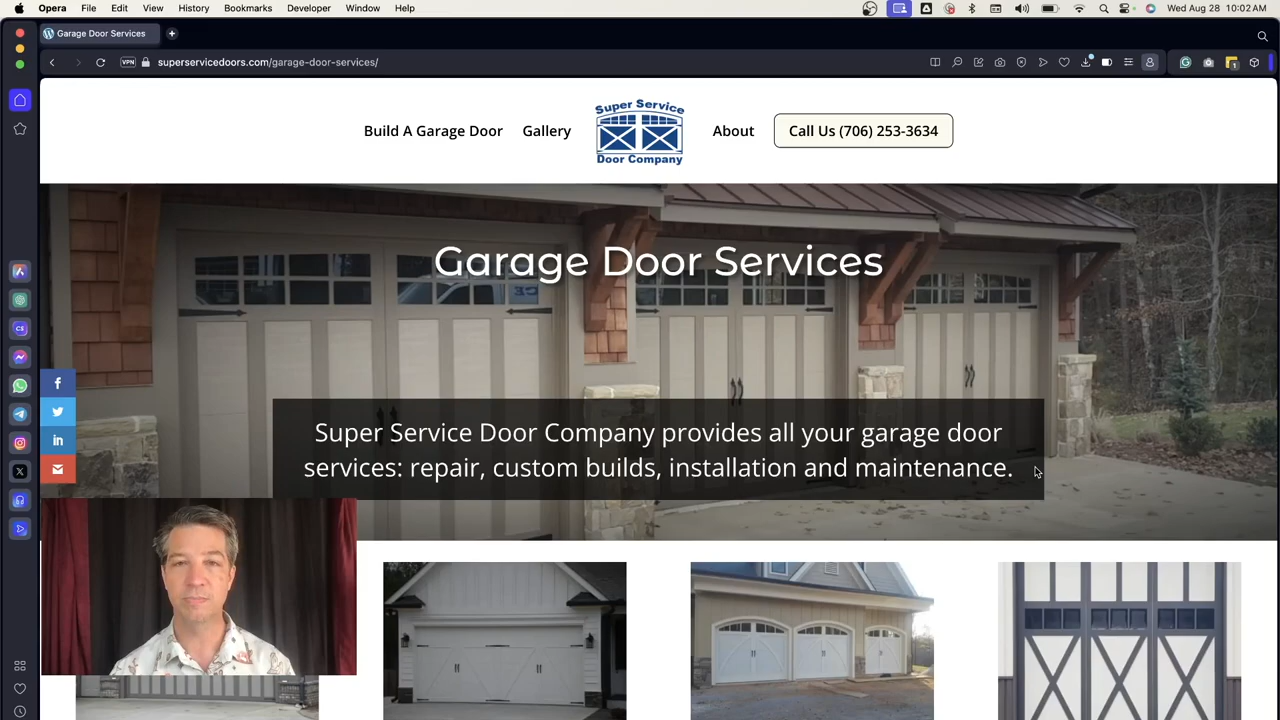 Opera File Edit View History Bookmarks Developer Window Help Wed Aug 28 10:02 AM
Garage Door Services
VPN superservicedoors.com/garage-door-services/
Build A Garage Door Gallery Super Service Door Company About Call Us (706) 253-3634
Garage Door Services
Super Service Door Company provides all your garage door
services: repair, custom builds, installation and maintenance.